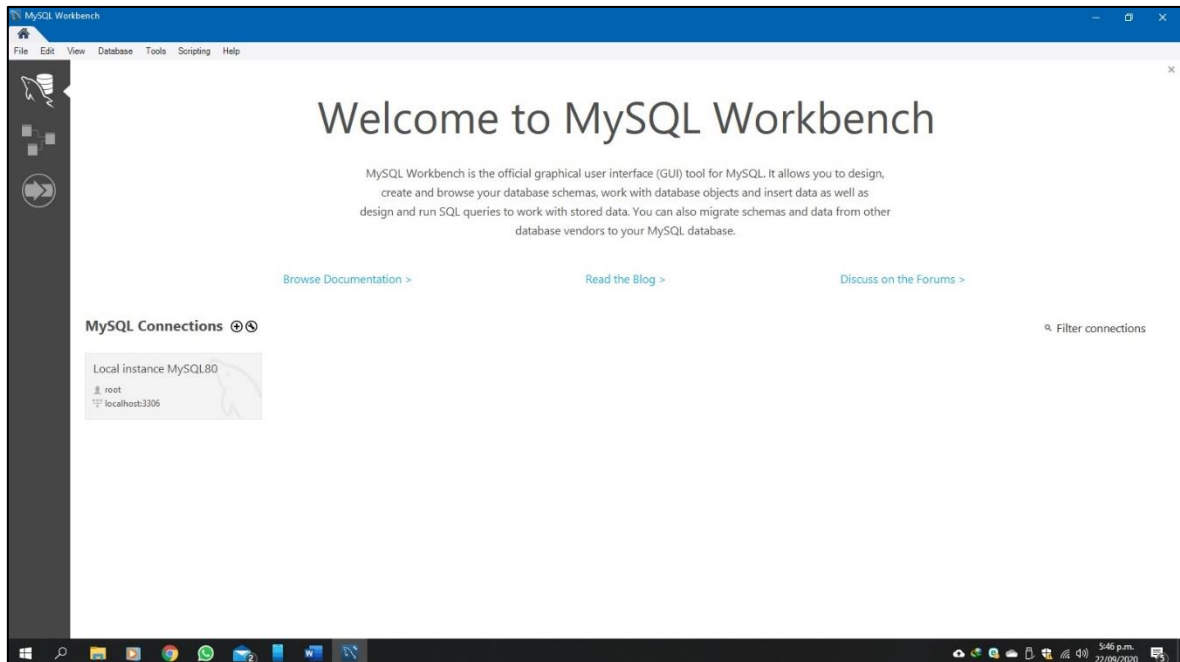 MySQL Workbench
File Edit View Database Tools Scripting Help
Welcome to MySQL Workbench
MySQL Workbench is the official graphical user interface (GUI) tool for MySQL. It allows you to design,
create and browse your database schemas, work with database objects and insert data as well as
design and run SQL queries to work with stored data. You can also migrate schemas and data from other
database vendors to your MySQL database.
Browse Documentation > Read the Blog > Discuss on the Forums >
MySQL Connections Filter connections
Local instance MySQL80
root
localhost:3306
2
5:46 p.m.
22/09/2020
5